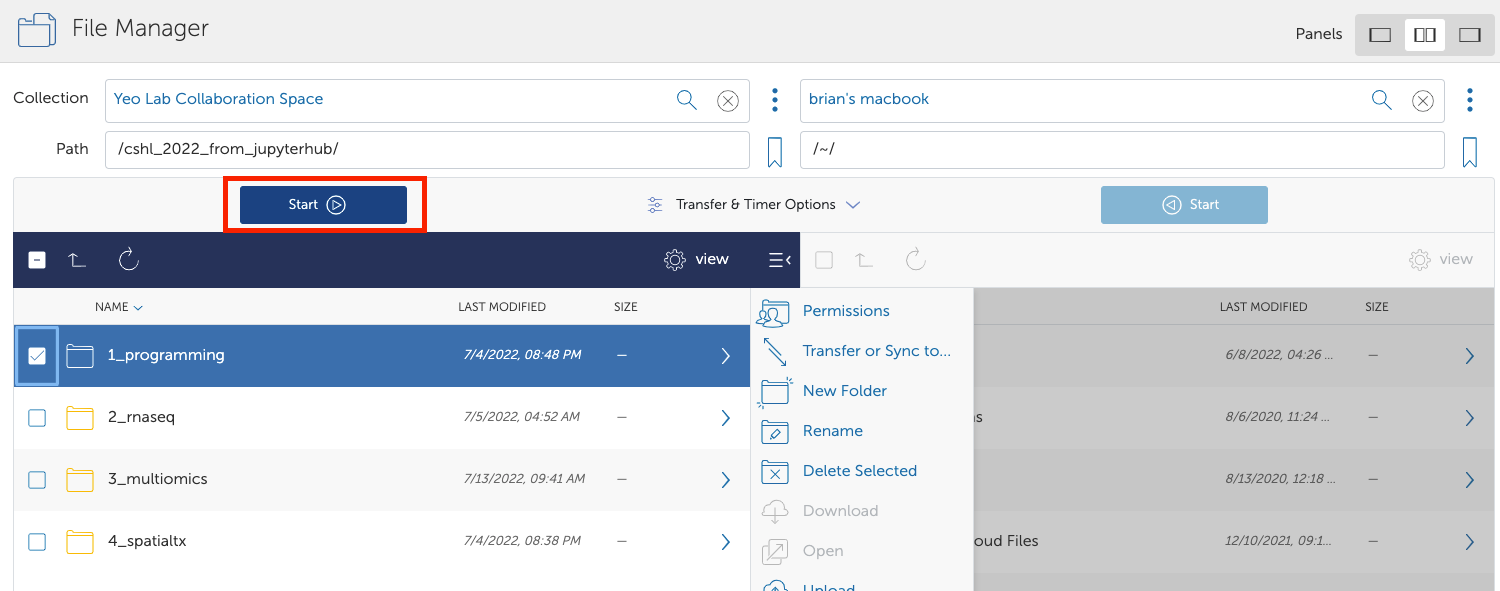 File Manager
Panels
Collection Yeo Lab Collaboration Space brian's macbook
Path /cshl_2022_from_jupyterhub/ /~/
Start Transfer & Timer Options Start
view view
NAME LAST MODIFIED SIZE LAST MODIFIED SIZE
Permissions
1_programming 7/4/2022, 08:48 PM — Transfer or Sync to... 6/8/2022, 04:26 ... —
New Folder
2_rnaseq 7/5/2022, 04:52 AM — ns 8/6/2020, 11:24 ... —
Rename
Delete Selected
3_multiomics 7/13/2022, 09:41 AM — 8/13/2020, 12:18 ... —
Download
4_spatialtx 7/4/2022, 08:38 PM — Open oud Files 12/10/2021, 09:1... —
Upload